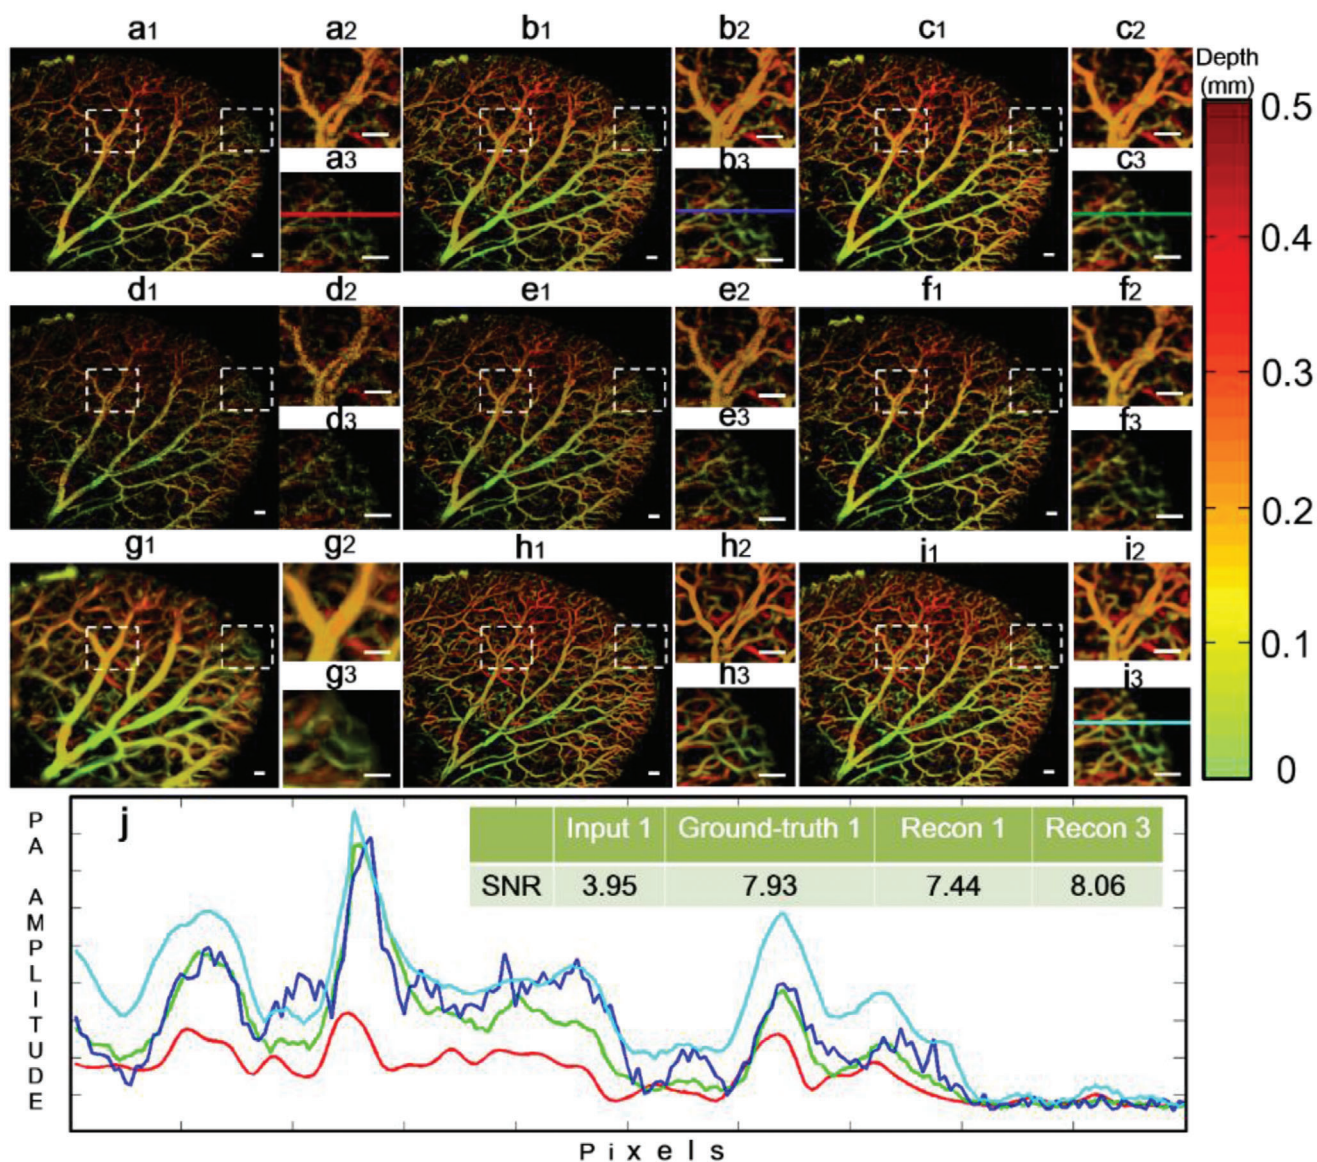 a1 a2 b1 b2 c1 c2
Depth
(mm)
a3 b3 c3
0.5
0.4
0.3
0.2
0.1
0
d1 d2 e1 e2 f1 f2
d3 e3 f3
g1 g2 h1 h2 i1 i2
g3 h3 i3
j
PA AMPLITUDE
Input 1 Ground-truth 1 Recon 1 Recon 3
SNR 3.95 7.93 7.44 8.06
Pixels